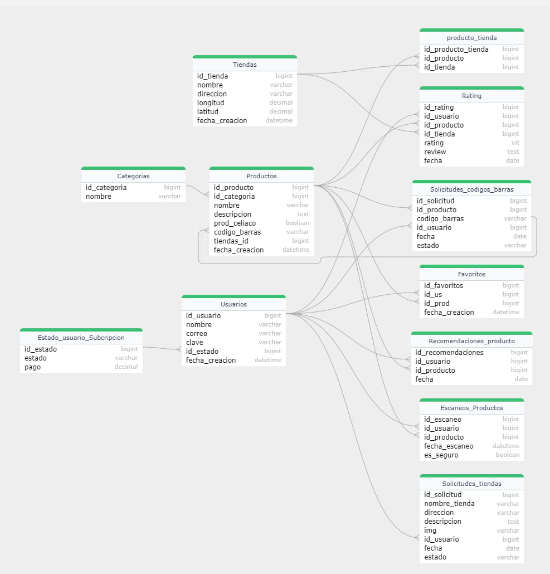 producto_tienda
id_producto_tienda bigint
id_producto bigint
id_tienda bigint
Tiendas
id_tienda bigint
nombre varchar
direccion varchar
longitud decimal
latitud decimal
fecha_creacion datetime
Rating
id_rating bigint
id_usuario bigint
id_producto bigint
id_tienda bigint
rating int
review text
fecha date
Categorias
id_categoria bigint
nombre varchar
Productos
id_producto bigint
id_categoria bigint
nombre varchar
descripcion text
prod_celiaco boolean
codigo_barras varchar
tiendas_id bigint
fecha_creacion datetime
Solicitudes_codigos_barras
id_solicitud bigint
id_producto bigint
codigo_barras varchar
id_usuario bigint
fecha date
estado varchar
Favoritos
id_favoritos bigint
id_us bigint
id_prod bigint
fecha_creacion datetime
Usuarios
id_usuario bigint
nombre varchar
correo varchar
clave varchar
id_estado bigint
fecha_creacion datetime
Estado_usuario_Subcripcion
id_estado bigint
estado varchar
pago decimal
Recomendaciones_producto
id_recomendaciones bigint
id_usuario bigint
id_producto bigint
fecha date
Escaneos_Productos
id_escaneo bigint
id_usuario bigint
id_producto bigint
fecha_escaneo datetime
es_seguro boolean
Solicitudes_tiendas
id_solicitud bigint
nombre_tienda varchar
direccion varchar
descripcion text
img varchar
id_usuario bigint
fecha date
estado varchar